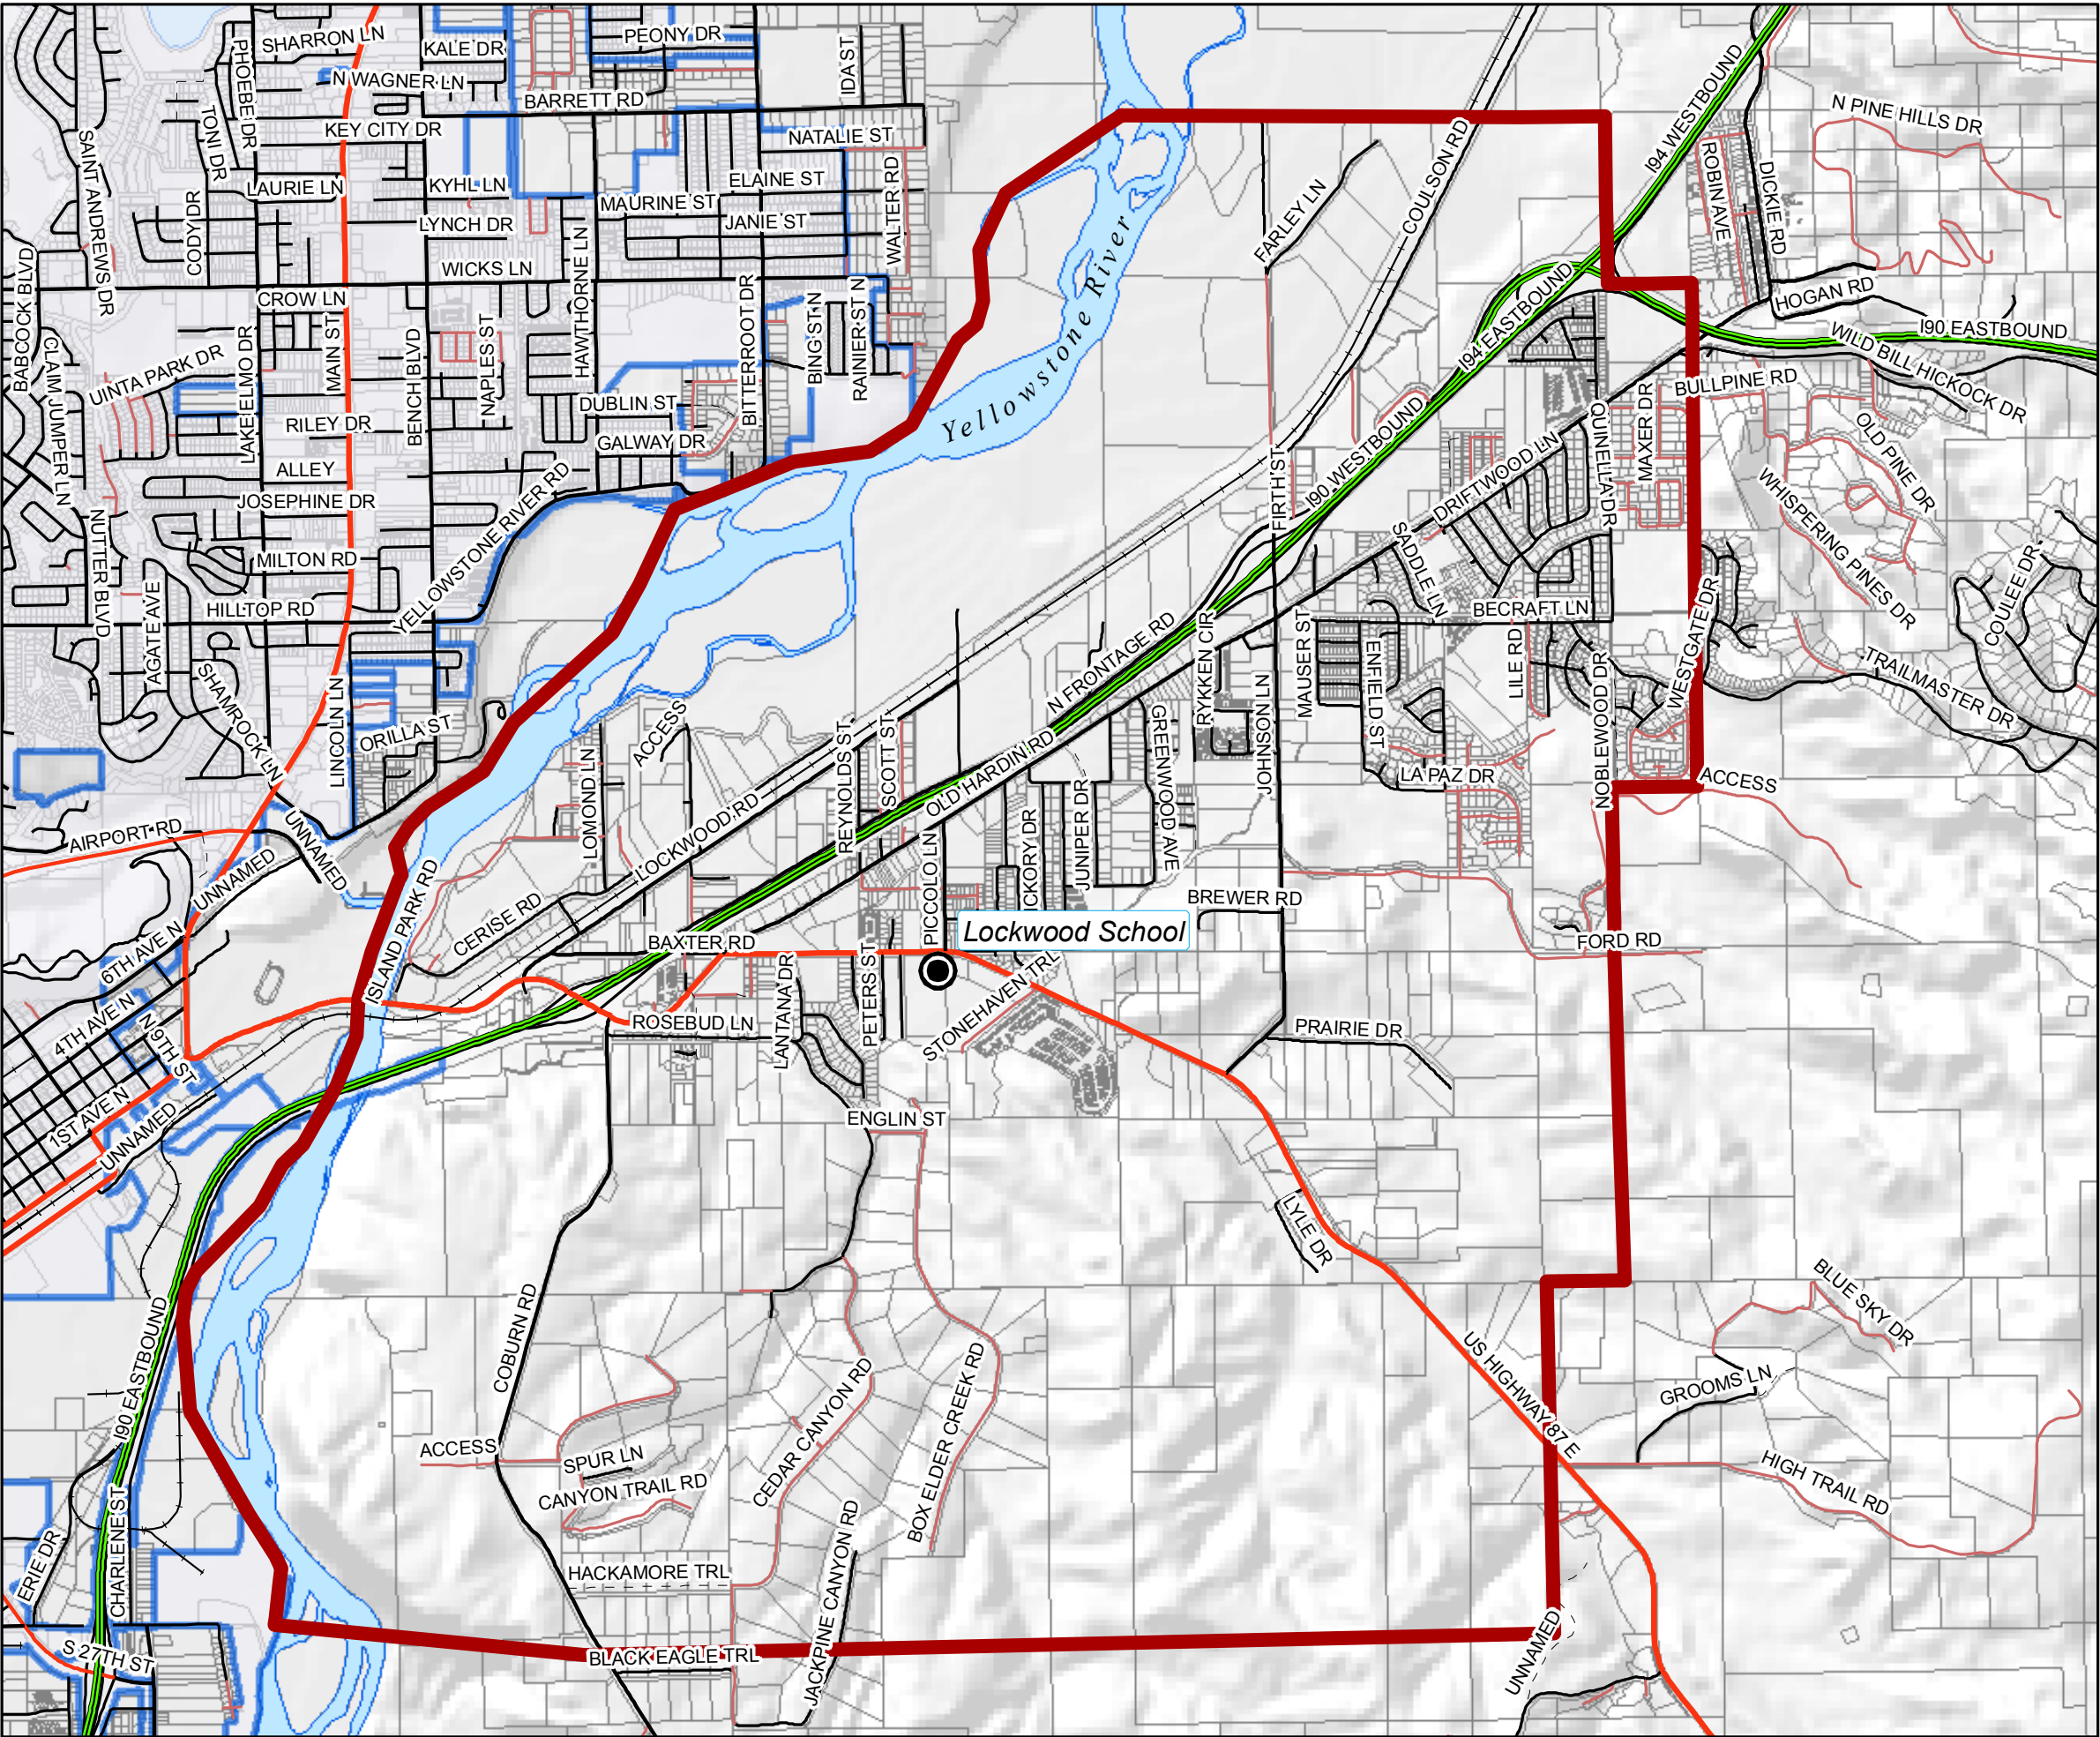 SHARRON LN
KALE DR
PEONY DR
IDA ST
PHOEBE DR
N WAGNER LN
BARRETT RD
TONI DR
KEY CITY DR
NATALIE ST
SAINT ANDREWS DR
LAURIE LN
KYHL LN
ELAINE ST
MAURINE ST
WALTER RD
CODY DR
LYNCH DR
JANIE ST
HAWTHORNE LN
WICKS LN
BABCOCK BLVD
CROW LN
MAIN ST
BITTERROOT DR
BING ST N
RAINIER ST N
CLAIM JUMPER LN
UINTA PARK DR
LAKE ELMO DR
BENCH BLVD
NAPLES ST
DUBLIN ST
RILEY DR
GALWAY DR
ALLEY
JOSEPHINE DR
NUTTER BLVD
MILTON RD
YELLOWSTONE RIVER RD
HILLTOP RD
AGATE AVE
SHAMROCK LN
LINCOLN LN
ORILLA ST
AIRPORT RD
UNNAMED
UNNAMED
6TH AVE N
4TH AVE N
N 9TH ST
1ST AVE N
UNNAMED
Yellowstone River
I94 WESTBOUND
N PINE HILLS DR
ROBIN AVE
DICKIE RD
COULSON RD
FARLEY LN
HOGAN RD
I94 EASTBOUND
I90 EASTBOUND
WILD BILL HICKOCK DR
BULLPINE RD
I90 WESTBOUND
QUINELLA DR
MAXER DR
OLD PINE DR
DRIFTWOOD LN
FIRTH ST
WHISPERING PINES DR
SADDLE LN
COULEE DR
BECRAFT LN
WESTGATE DR
N FRONTAGE RD
RYKKEN CIR
MAUSER ST
ENFIELD ST
LILE RD
NOBLEWOOD DR
TRAILMASTER DR
ACCESS
LOMOND LN
REYNOLDS ST
SCOTT ST
OLD HARDIN RD
GREENWOOD AVE
JOHNSON LN
LA PAZ DR
ACCESS
LOCKWOOD RD
CKORY DR
JUNIPER DR
PICCOLO LN
ISLAND PARK RD
CERISE RD
BREWER RD
Lockwood School
BAXTER RD
FORD RD
LANTANA DR
PETERS ST
STONEHAVEN TRL
ROSEBUD LN
PRAIRIE DR
ENGLIN ST
LYLE DR
I90 EASTBOUND
COBURN RD
BLUE SKY DR
US HIGHWAY 87 E
GROOMS LN
CEDAR CANYON RD
BOX ELDER CREEK RD
ACCESS
SPUR LN
CANYON TRAIL RD
HIGH TRAIL RD
ERIE DR
CHARLENE ST
HACKAMORE TRL
JACKPINE CANYON RD
S 27TH ST
BLACK EAGLE TRL
UNNAMED